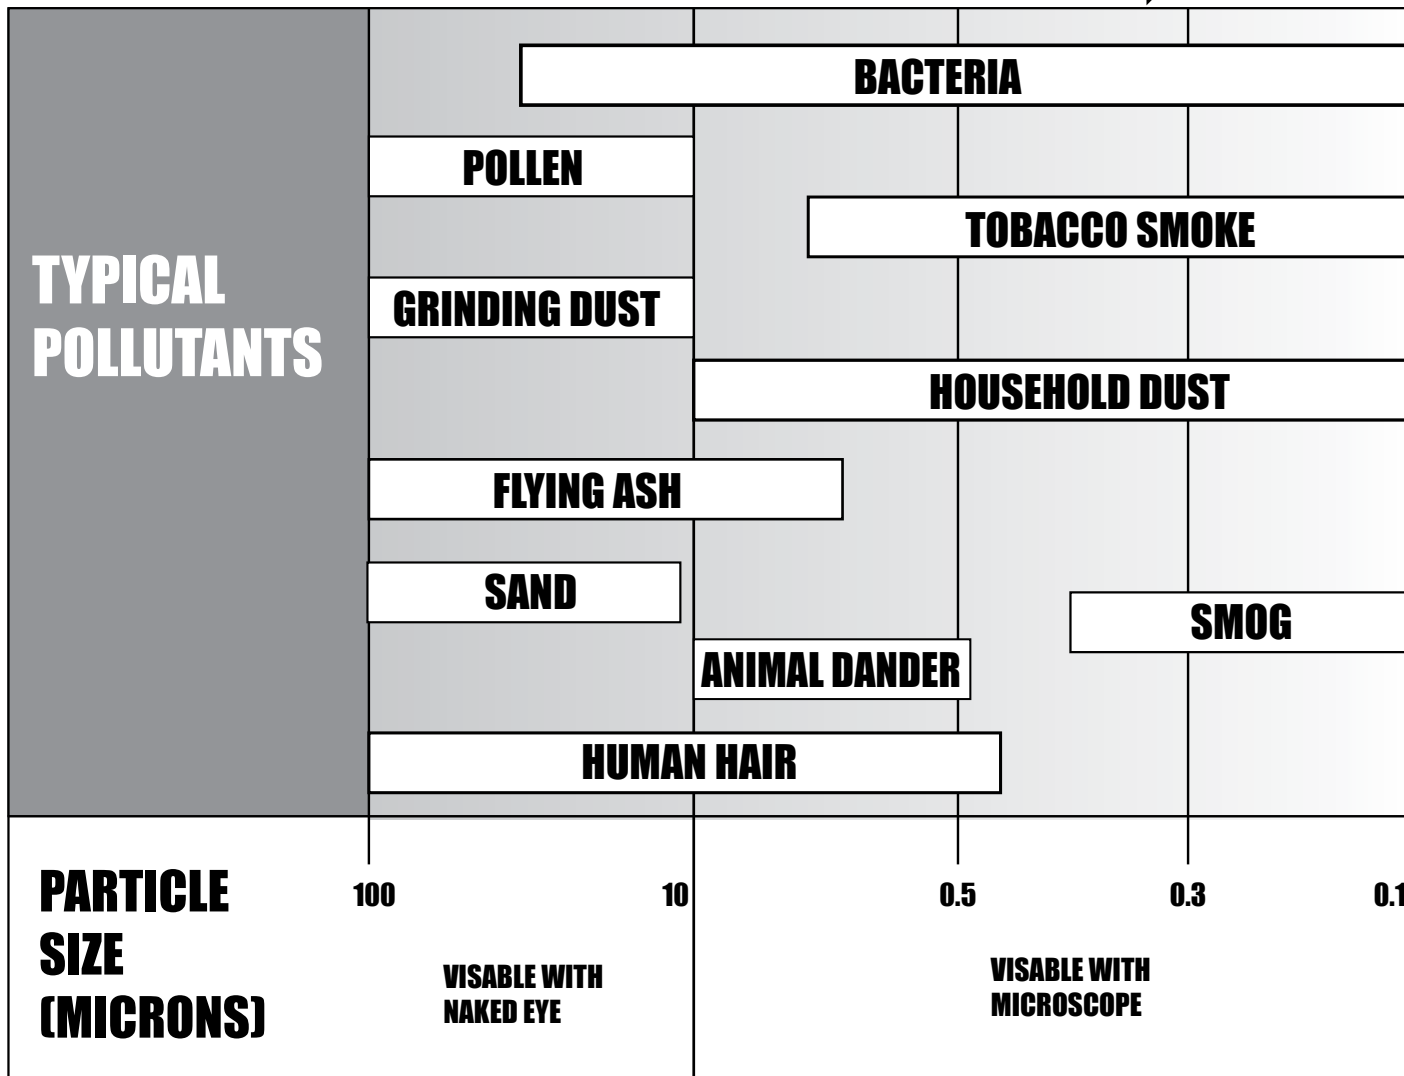 BACTERIA
POLLEN
TOBACCO SMOKE
TYPICAL
POLLUTANTS
GRINDING DUST
HOUSEHOLD DUST
FLYING ASH
SAND
SMOG
ANIMAL DANDER
HUMAN HAIR
PARTICLE
SIZE
(MICRONS)
100
10
0.5
0.3
0.1
VISABLE WITH
NAKED EYE
VISABLE WITH
MICROSCOPE